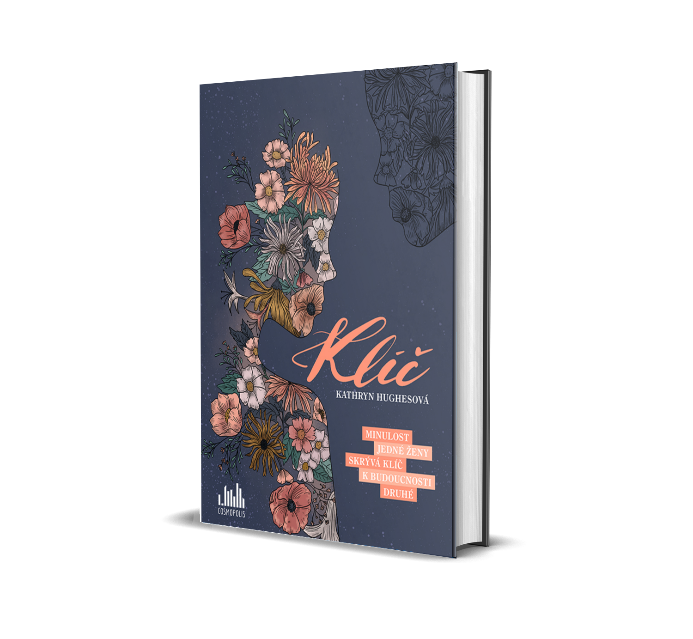 Klíč
KATHRYN HUGHESOVÁ
MINULOST
JEDNÉ ŽENY
SKRÝVÁ KLÍČ
K BUDOUCNOSTI
DRUHÉ
COSMOPOLIS